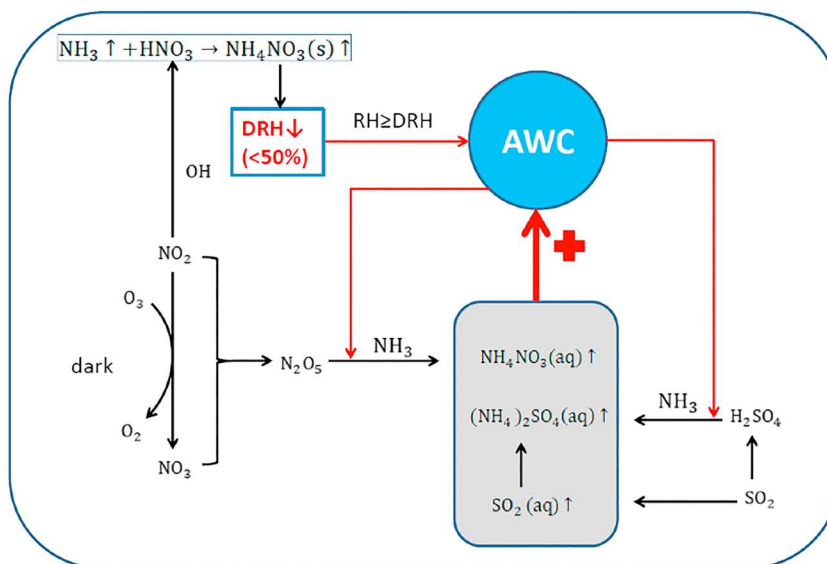 NH₃ ↑ +HNO₃ → NH₄NO₃(s) ↑
DRH↓
(<50%)
RH≥DRH
AWC
OH
NO₂
O₃
dark
O₂
NO₃
N₂O₅
NH₃
NH₄NO₃(aq) ↑
(NH₄ )₂SO₄(aq) ↑
SO₂ (aq) ↑
NH₃
H₂SO₄
SO₂